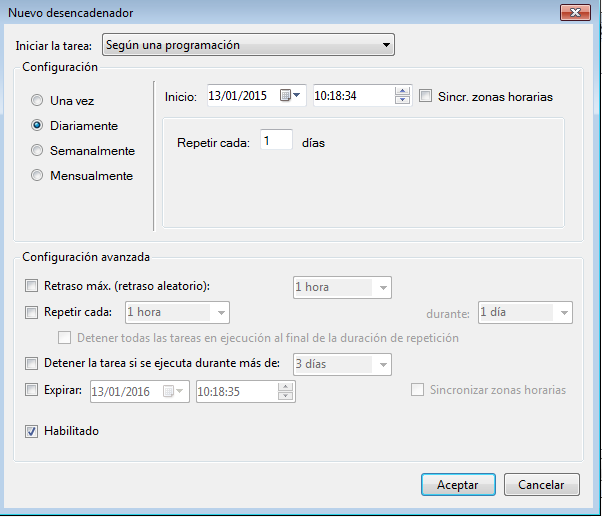 Nuevo desencadenador
Iniciar la tarea: Según una programación
Configuración
Una vez
Diariamente
Semanalmente
Mensualmente
Inicio: 13/01/2015 10:18:34 Sincr. zonas horarias
Repetir cada: 1 días
Configuración avanzada
Retraso máx. (retraso aleatorio): 1 hora
Repetir cada: 1 hora durante: 1 día
Detener todas las tareas en ejecución al final de la duración de repetición
Detener la tarea si se ejecuta durante más de: 3 días
Expirar: 13/01/2016 10:18:35 Sincronizar zonas horarias
Habilitado
Aceptar Cancelar